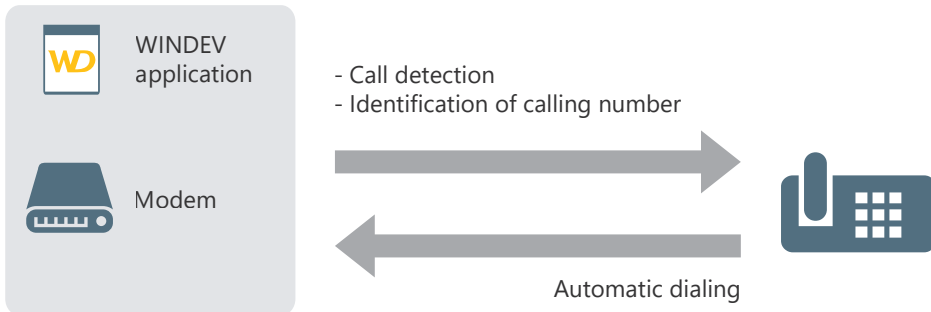 WD
WINDEV
application
- Call detection
- Identification of calling number
Modem
Automatic dialing